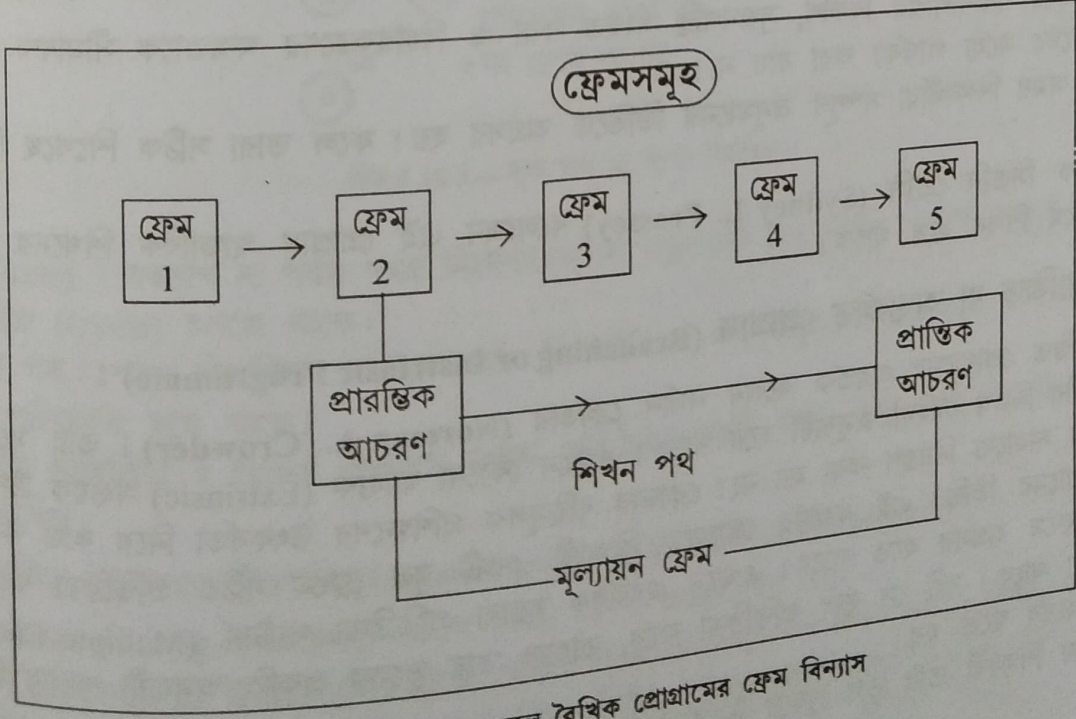 ফ্রেমসমূহ
ফ্রেম
1
ফ্রেম
2
ফ্রেম
3
ফ্রেম
4
ফ্রেম
5
প্রারম্ভিক
আচরণ
প্রান্তিক
আচরণ
শিখন পথ
মূল্যায়ন ফ্রেম
রৈখিক প্রোগ্রামের ফ্রেম বিন্যাস